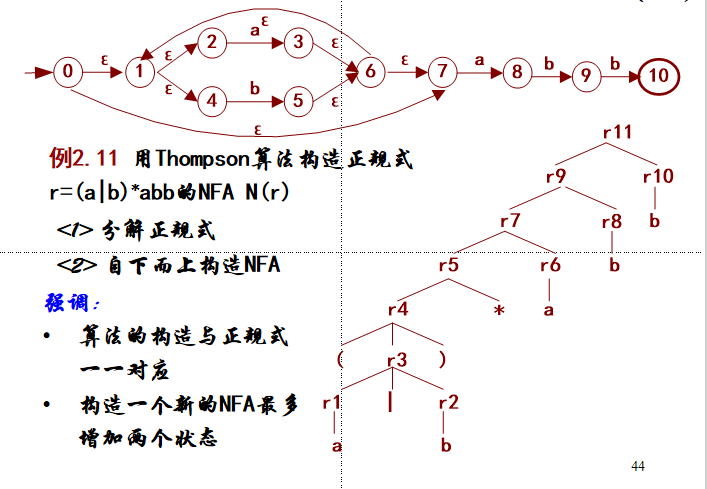 ε
a
2
3
ε
ε
ε
ε
a
b
b
0
1
6
7
8
9
10
ε
b
ε
4
5
ε
r11
例2.11 用Thompson算法构造正规式
r9
r10
r=(a|b)*abb的NFA N(r)
r7
r8
b
<1> 分解正规式
<2> 自下而上构造NFA
r5
r6
b
强调:
r4
*
a
• 算法的构造与正规式
一一对应
(
r3
)
• 构造一个新的NFA最多
增加两个状态
r1
|
r2
a
b
44